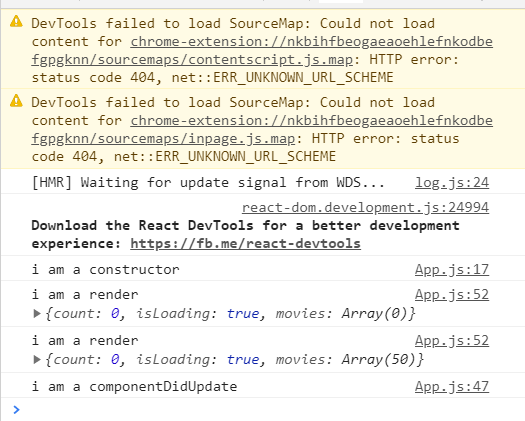 DevTools failed to load SourceMap: Could not load
content for chrome-extension://nkbihfbeogaeaoehlefnkodbe
fgpgknn/sourcemaps/contentscript.js.map: HTTP error:
status code 404, net::ERR_UNKNOWN_URL_SCHEME
DevTools failed to load SourceMap: Could not load
content for chrome-extension://nkbihfbeogaeaoehlefnkodbe
fgpgknn/sourcemaps/inpage.js.map: HTTP error: status
code 404, net::ERR_UNKNOWN_URL_SCHEME
[HMR] Waiting for update signal from WDS... log.js:24
react-dom.development.js:24994
Download the React DevTools for a better development
experience: https://fb.me/react-devtools
i am a constructor App.js:17
i am a render App.js:52
{count: 0, isLoading: true, movies: Array(0)}
i am a render App.js:52
{count: 0, isLoading: true, movies: Array(50)}
i am a componentDidUpdate App.js:47